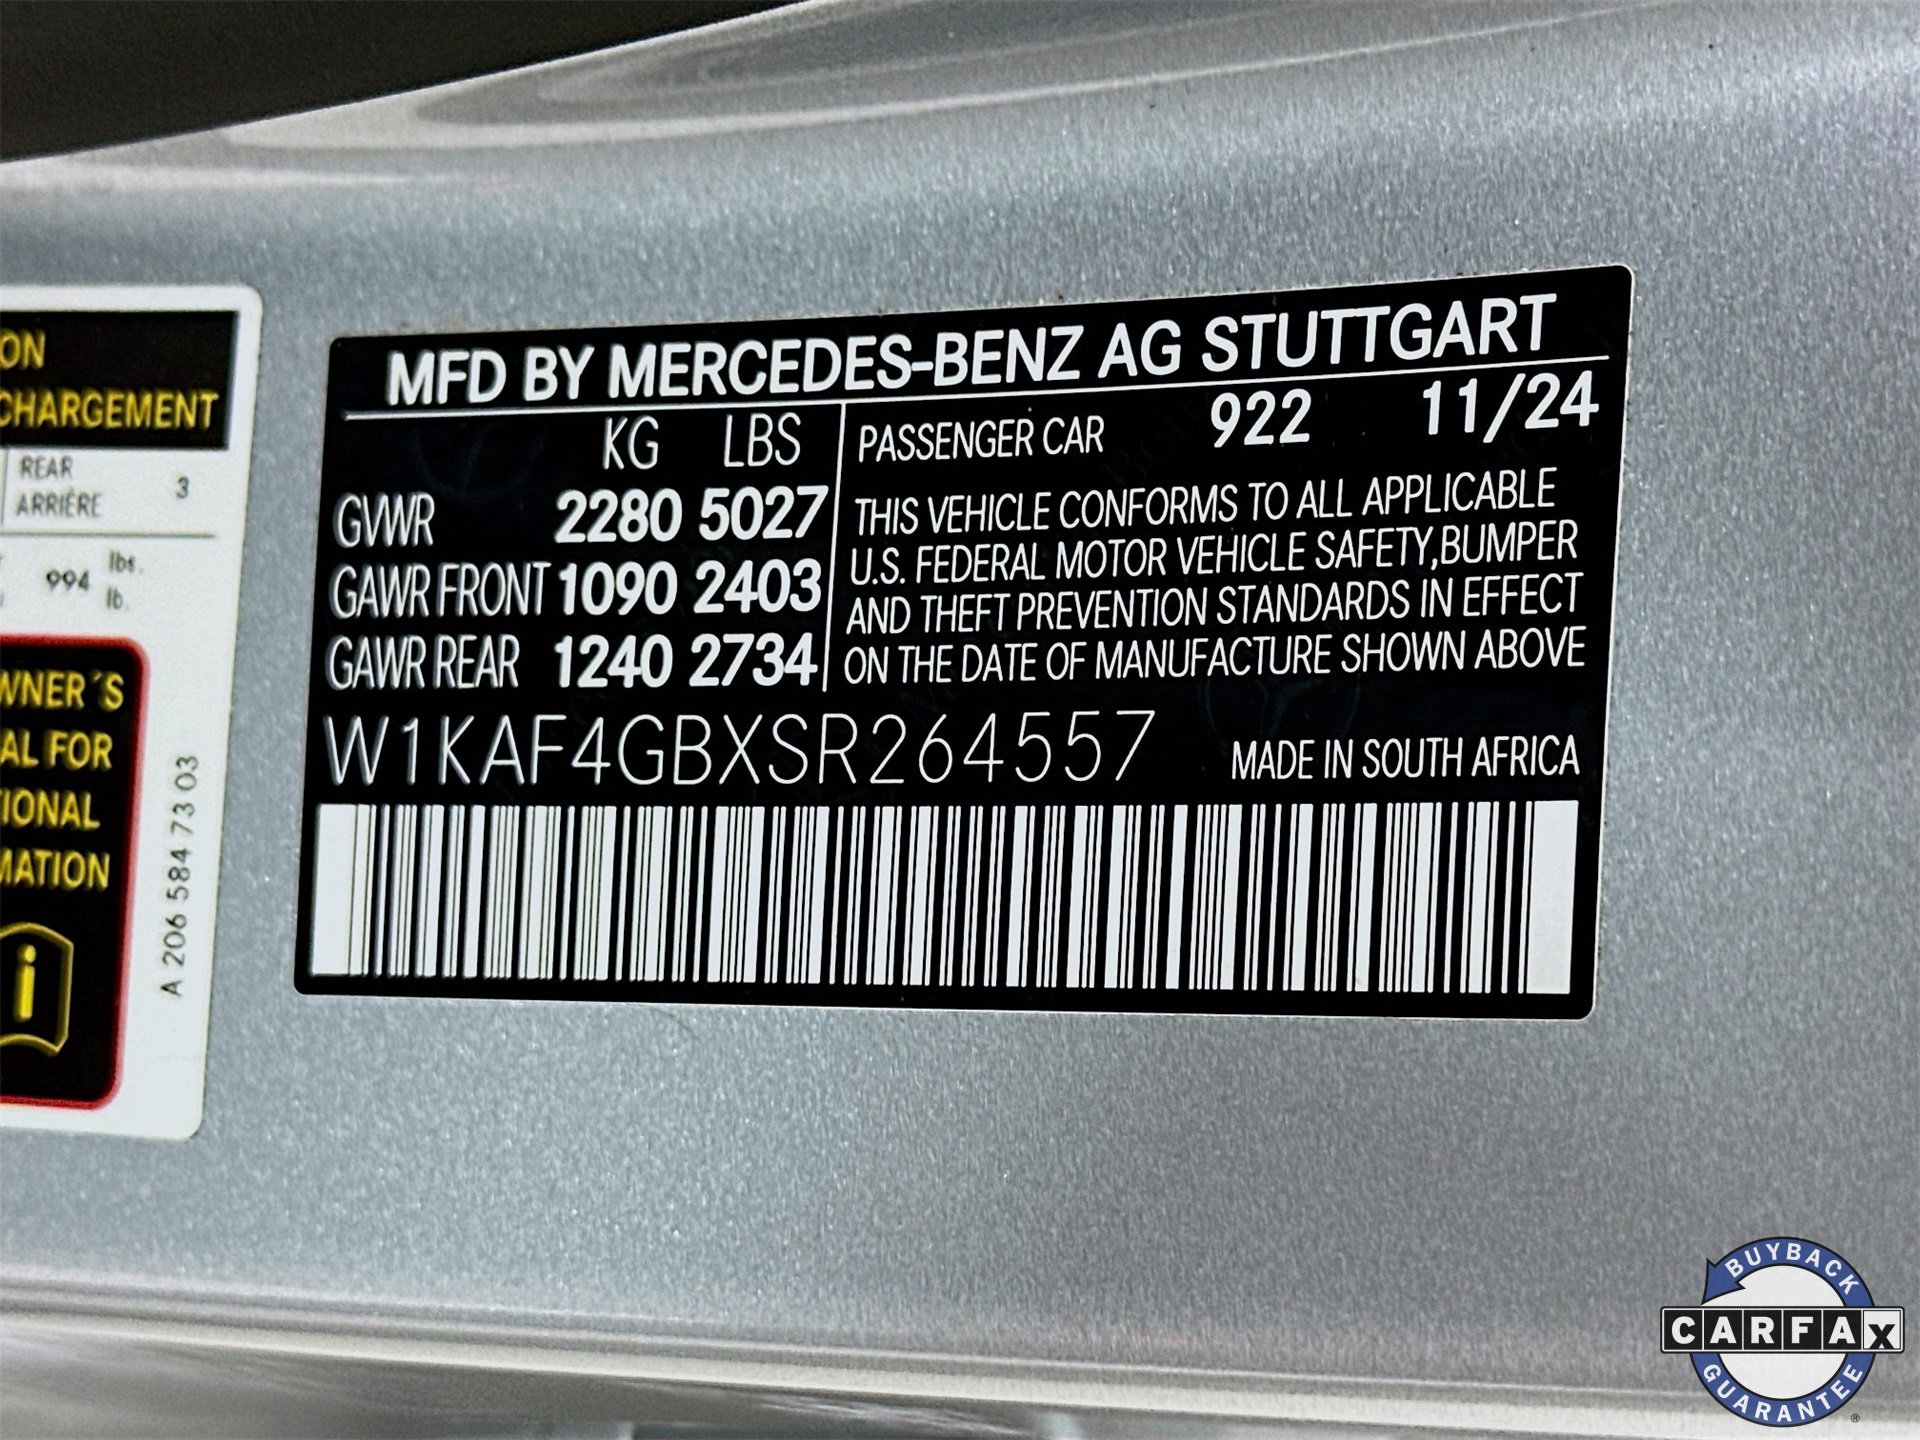 ON
CHARGEMENT
REAR
ARRIÈRE 3
994 lbs.
lb.
WNER´S
AL FOR
TIONAL
MATION
i
A 206 584 73 03
MFD BY MERCEDES-BENZ AG STUTTGART
KG LBS
GVWR 2280 5027
GAWR FRONT 1090 2403
GAWR REAR 1240 2734
PASSENGER CAR 922 11/24
THIS VEHICLE CONFORMS TO ALL APPLICABLE
U.S. FEDERAL MOTOR VEHICLE SAFETY,BUMPER
AND THEFT PREVENTION STANDARDS IN EFFECT
ON THE DATE OF MANUFACTURE SHOWN ABOVE
W1KAF4GBXSR264557
MADE IN SOUTH AFRICA
BUYBACK
CARFAX
GUARANTEE
®